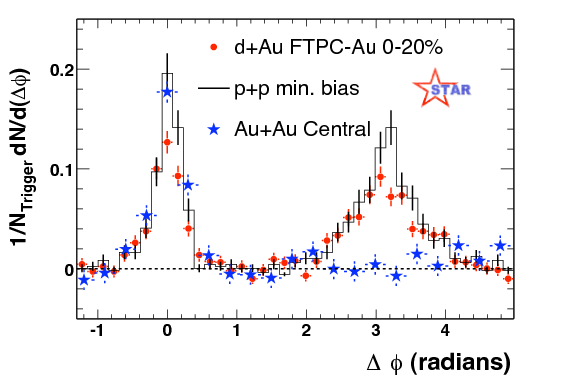 d+Au FTPC-Au 0-20%
p+p min. bias
Au+Au Central
STAR
1/N_Trigger dN/d(Δϕ)
0.2
0.1
0
-1 0 1 2 3 4
Δ ϕ (radians)